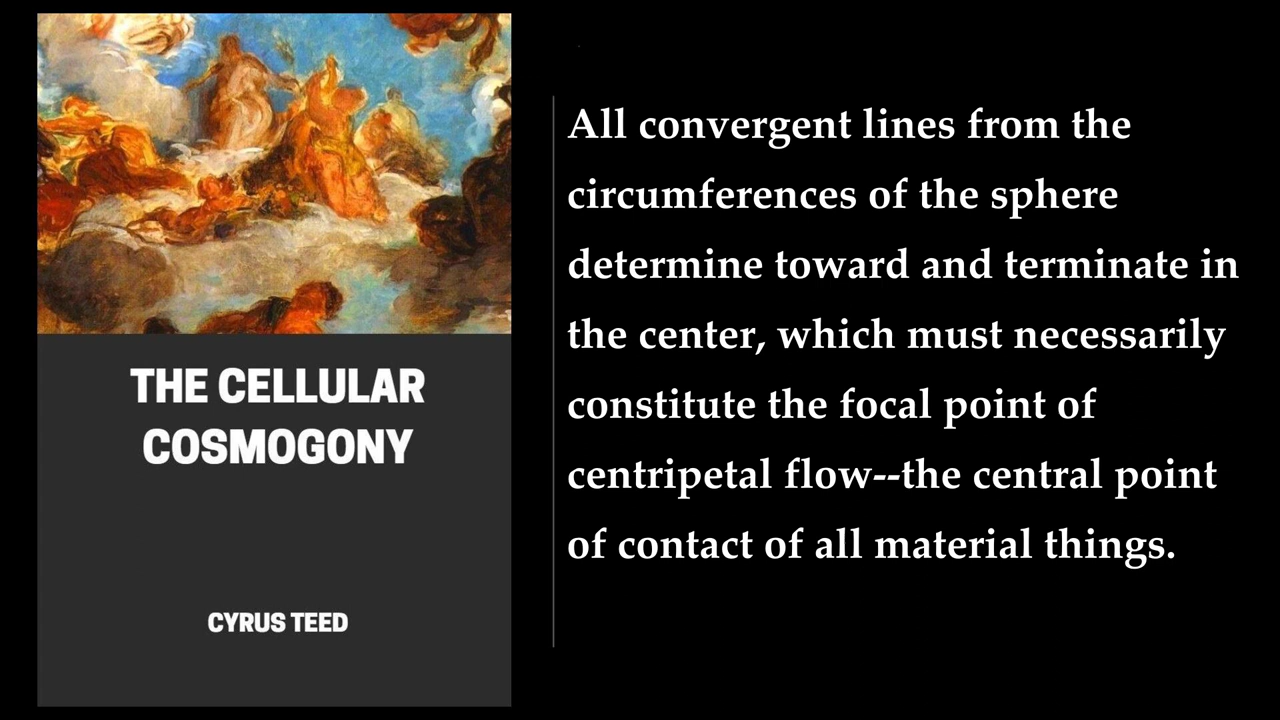 THE CELLULAR
COSMOGONY
CYRUS TEED
All convergent lines from the
circumferences of the sphere
determine toward and terminate in
the center, which must necessarily
constitute the focal point of
centripetal flow--the central point
of contact of all material things.